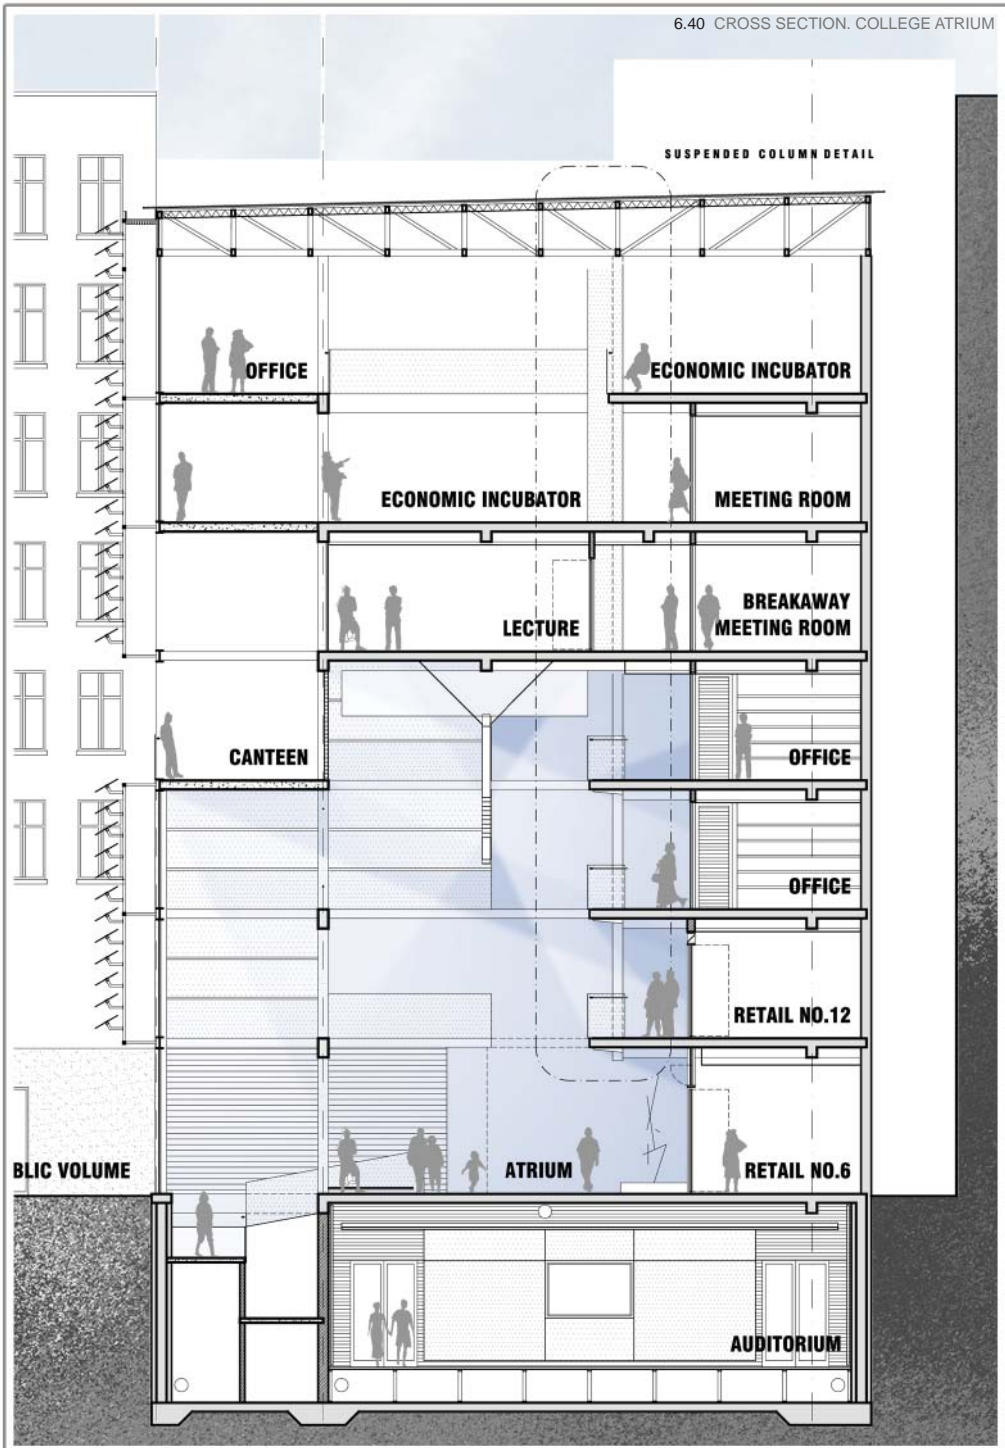 6.40 CROSS SECTION. COLLEGE ATRIUM
SUSPENDED COLUMN DETAIL
OFFICE
ECONOMIC INCUBATOR
ECONOMIC INCUBATOR
MEETING ROOM
LECTURE
BREAKAWAY
MEETING ROOM
CANTEEN
OFFICE
OFFICE
RETAIL NO.12
BLIC VOLUME
ATRIUM
RETAIL NO.6
AUDITORIUM